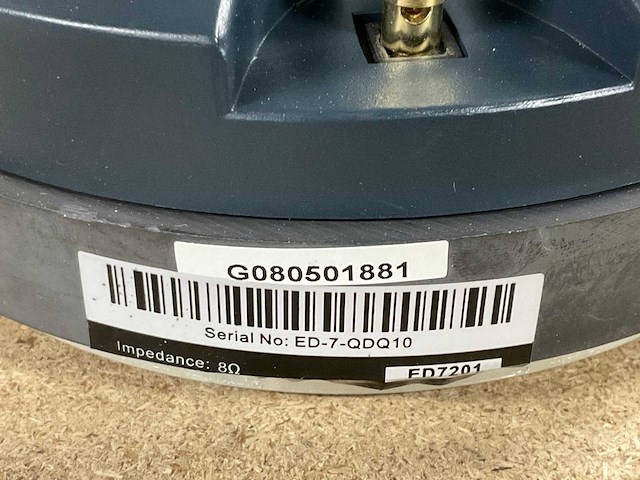 G080501881
Serial No: ED-7-QDQ10
Impedance: 8Ω
ED7201